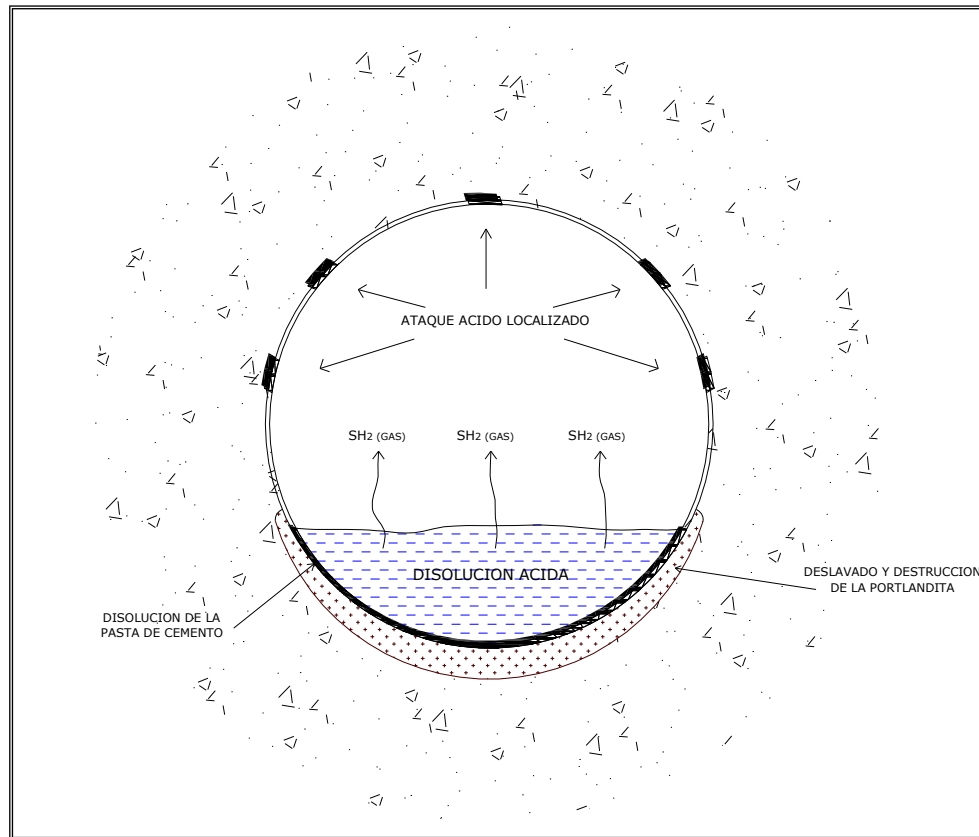 ATAQUE ACIDO LOCALIZADO
SH2 (GAS) SH2 (GAS) SH2 (GAS)
DISOLUCION ACIDA
DESLAVADO Y DESTRUCCION
DE LA PORTLANDITA
DISOLUCION DE LA
PASTA DE CEMENTO